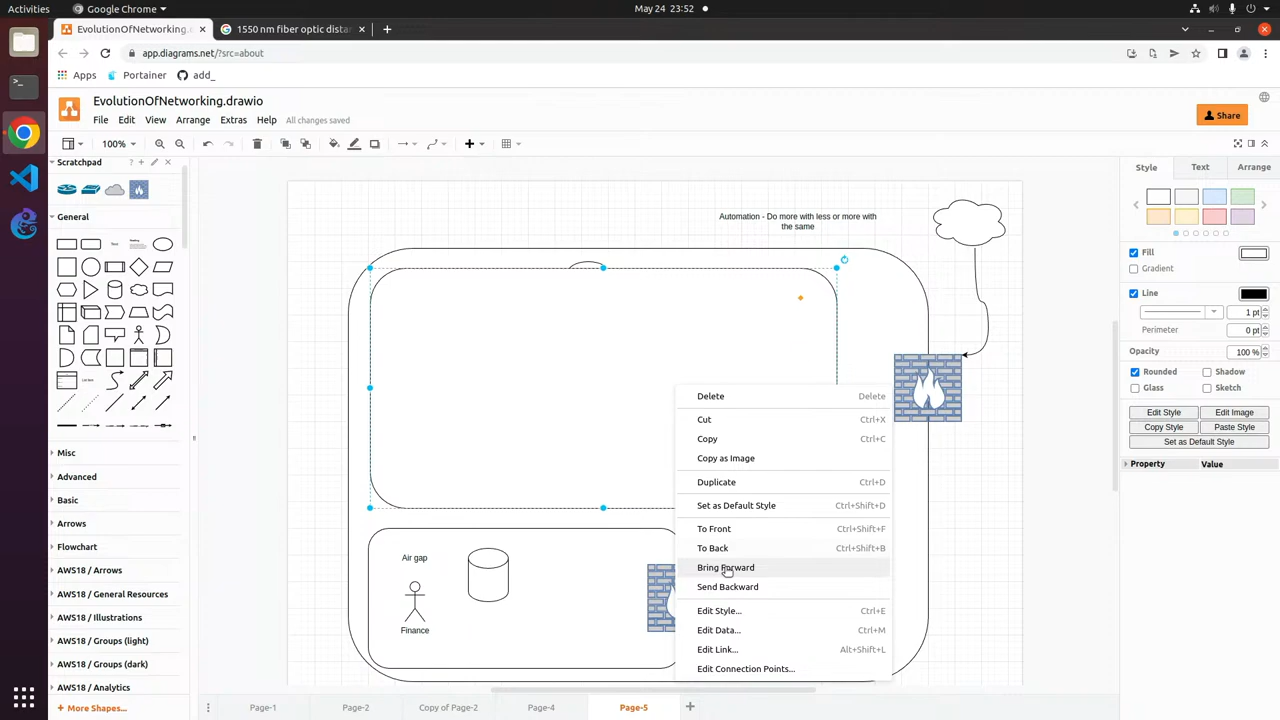 Activities
Google Chrome
May 24 23:52
EvolutionOfNetworking.
1550 nm fiber optic dista
app.diagrams.net/?src=about
Apps
Portainer
add_
EvolutionOfNetworking.drawio
File
Edit
View
Arrange
Extras
Help
All changes saved
Share
100%
Scratchpad
General
Misc
Advanced
Basic
Arrows
Flowchart
AWS18 / Arrows
AWS18 / General Resources
AWS18 / Illustrations
AWS18 / Groups (light)
AWS18 / Groups (dark)
AWS18 / Analytics
More Shapes...
Automation - Do more with less or more with
the same
Air gap
Finance
Delete Delete
Cut Ctrl+X
Copy Ctrl+C
Copy as Image
Duplicate Ctrl+D
Set as Default Style Ctrl+Shift+D
To Front Ctrl+Shift+F
To Back Ctrl+Shift+B
Bring Forward
Send Backward
Edit Style... Ctrl+E
Edit Data... Ctrl+M
Edit Link... Alt+Shift+L
Edit Connection Points...
Page-1
Page-2
Copy of Page-2
Page-4
Page-5
Style
Text
Arrange
Fill
Gradient
Line
1 pt
Perimeter
0 pt
Opacity
100 %
Rounded
Shadow
Glass
Sketch
Edit Style
Edit Image
Copy Style
Paste Style
Set as Default Style
Property
Value